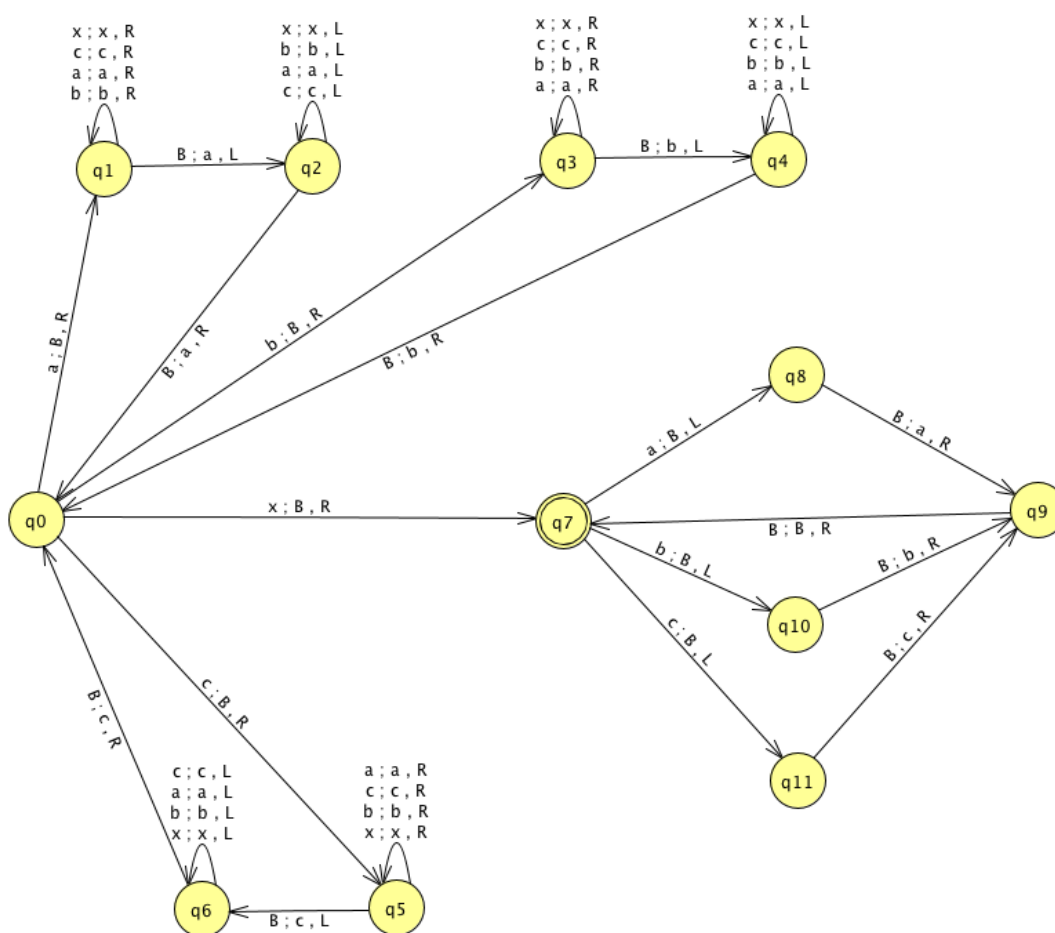 x ; x , R
c ; c , R
a ; a , R
b ; b , R
x ; x , L
b ; b , L
a ; a , L
c ; c , L
x ; x , R
c ; c , R
b ; b , R
a ; a , R
x ; x , L
c ; c , L
b ; b , L
a ; a , L
q1
B ; a , L
q2
q3
B ; b , L
q4
a ; B , R
B ; a , R
b ; B , R
B ; b , R
q8
a ; B , L
B ; a , R
q0
x ; B , R
q7
B ; B , R
q9
b ; B , L
B ; b , R
q10
c ; B , L
B ; c , R
q11
B ; c , R
c ; B , R
c ; c , L
a ; a , L
b ; b , L
x ; x , L
a ; a , R
c ; c , R
b ; b , R
x ; x , R
q6
B ; c , L
q5